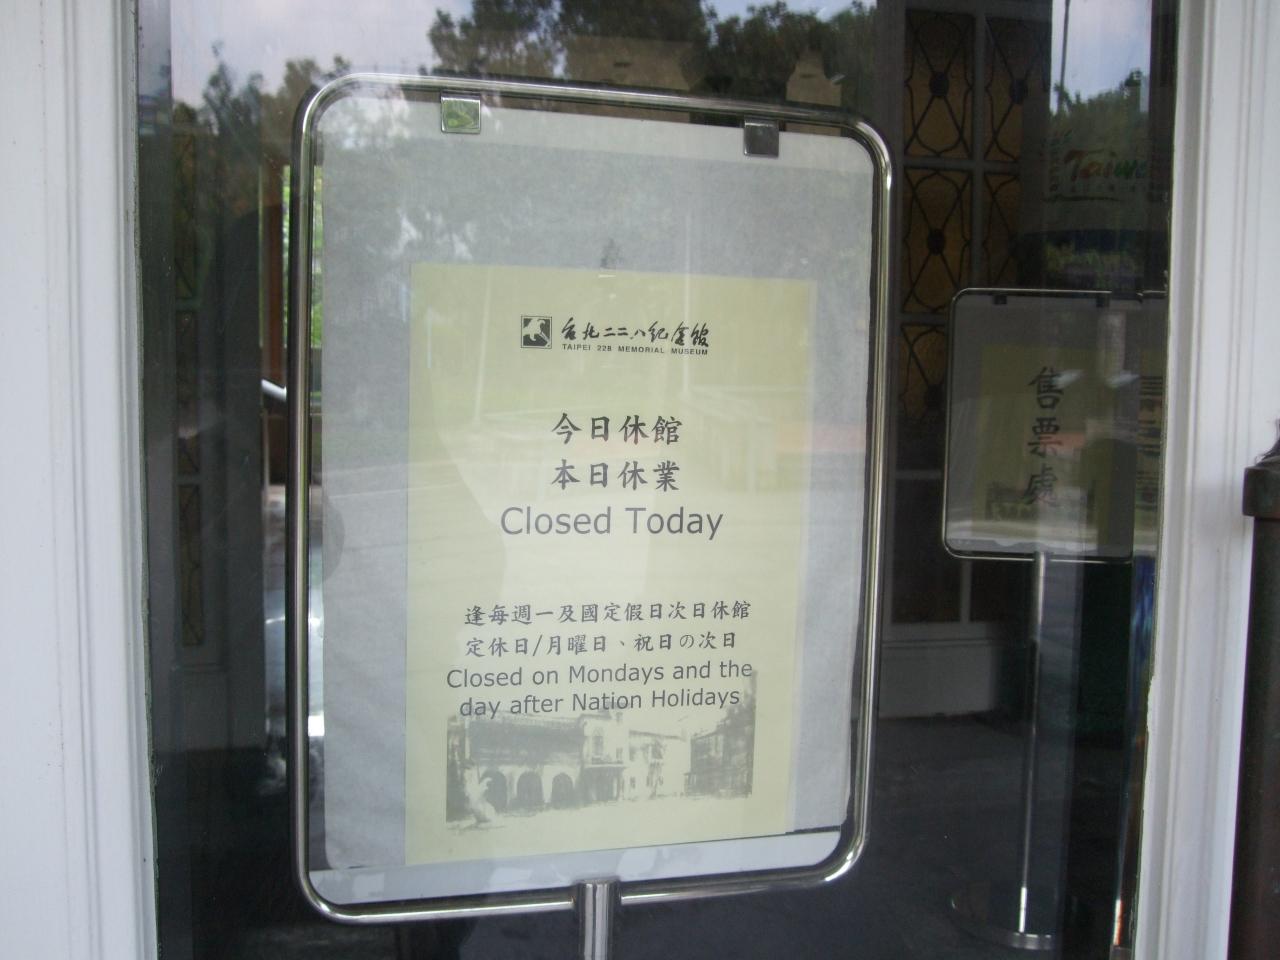 台北二二八紀念館
TAIPEI 228 MEMORIAL MUSEUM
今日休館
本日休業
Closed Today
逢每週一及國定假日次日休館
定休日/月曜日、祝日の次日
Closed on Mondays and the
day after Nation Holidays
售票處
Taiwan